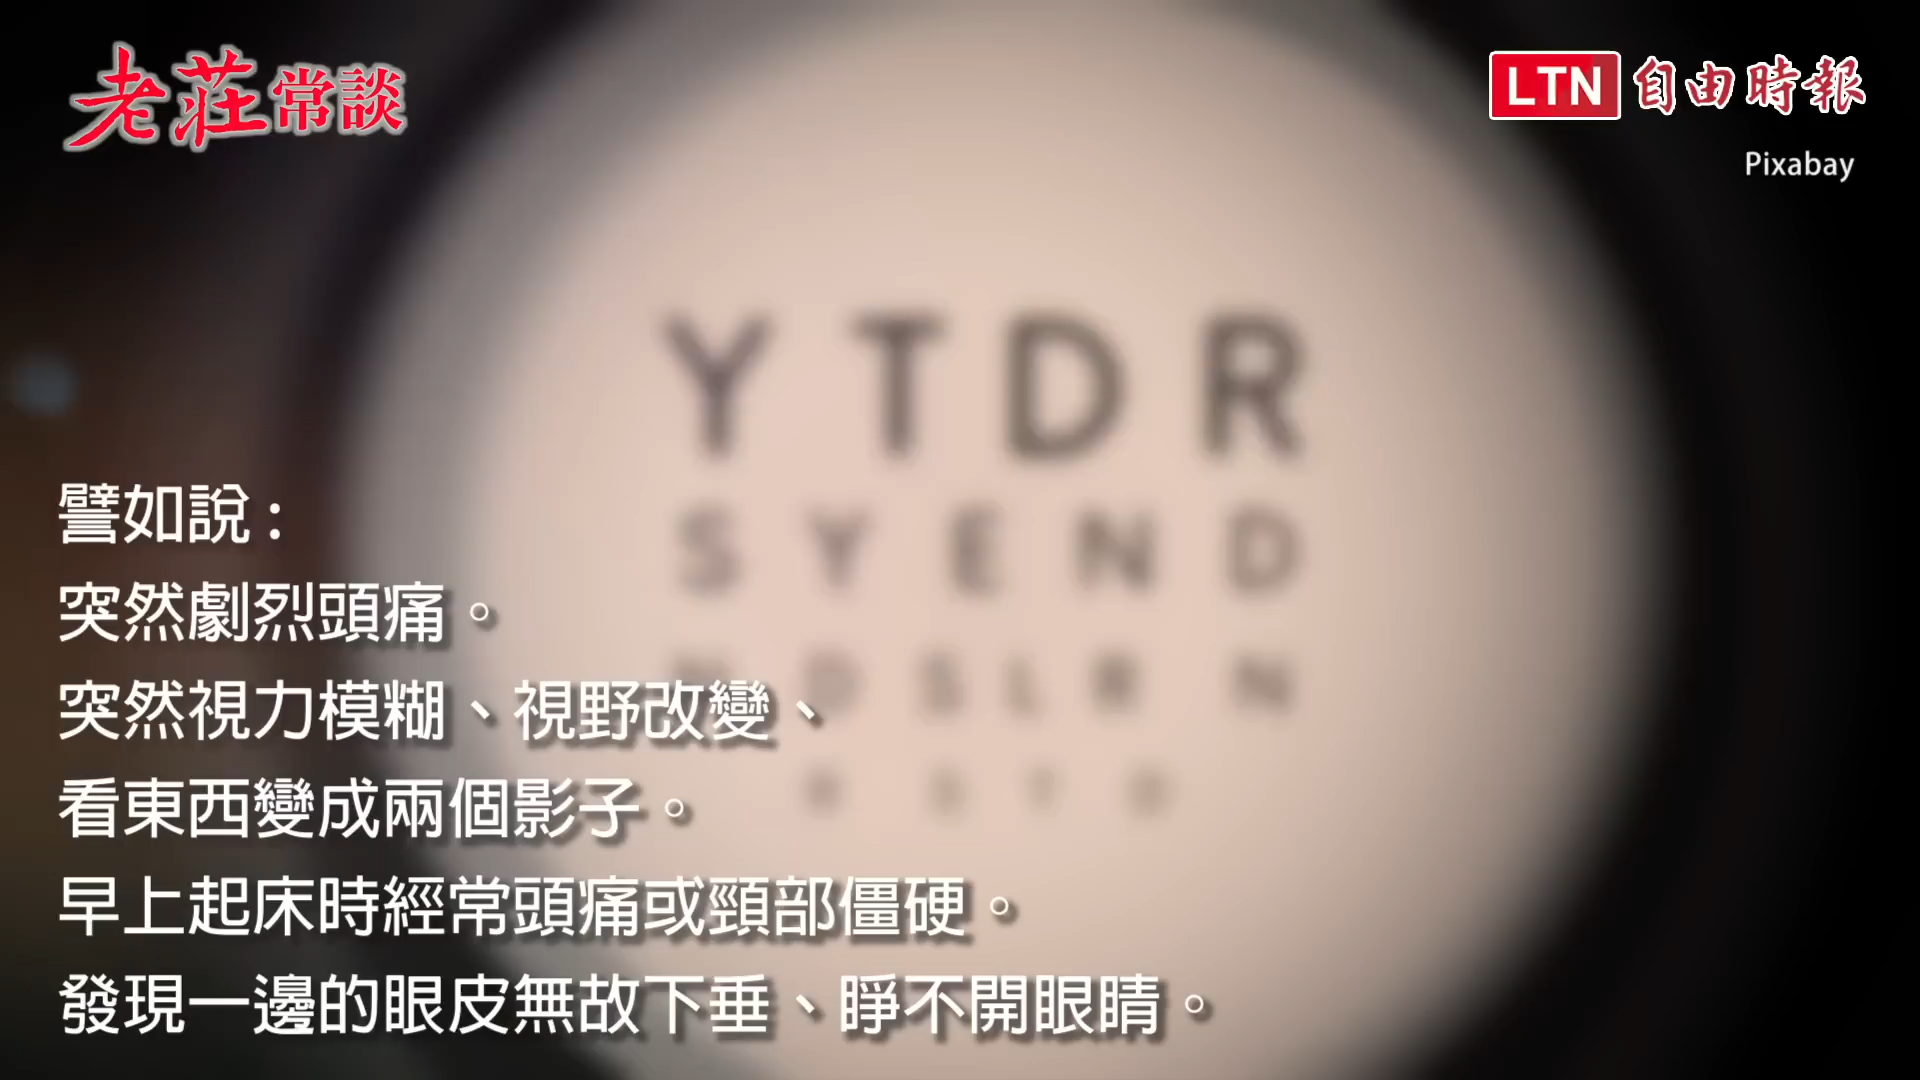 老莊常談
LTN 自由時報
Pixabay
Y T D R
S Y E N D
N D S L R N
譬如說：
突然劇烈頭痛。
突然視力模糊、視野改變、
看東西變成兩個影子。
早上起床時經常頭痛或頸部僵硬。
發現一邊的眼皮無故下垂、睜不開眼睛。